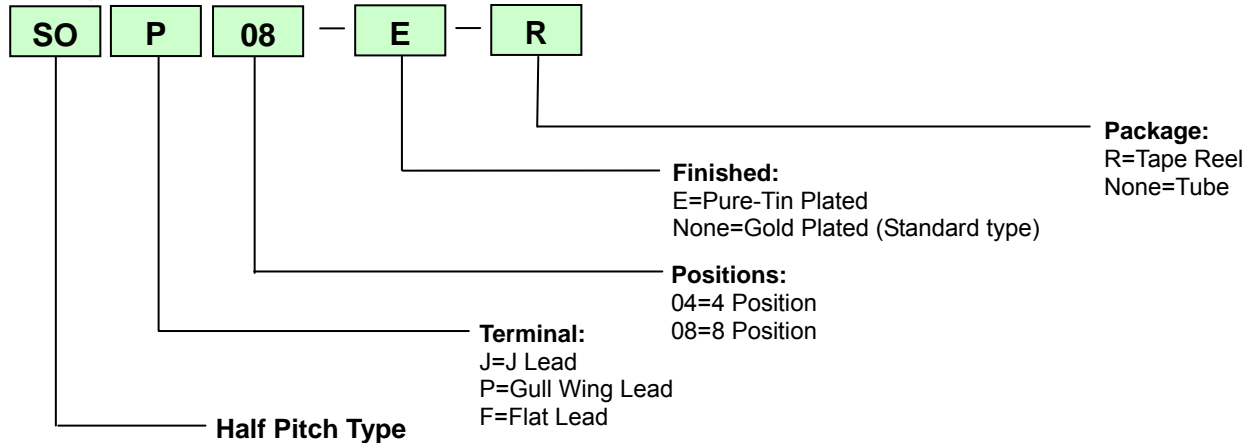 SO P 08 — E — R
Package:
R=Tape Reel
None=Tube
Finished:
E=Pure-Tin Plated
None=Gold Plated (Standard type)
Positions:
04=4 Position
08=8 Position
Terminal:
J=J Lead
P=Gull Wing Lead
F=Flat Lead
Half Pitch Type